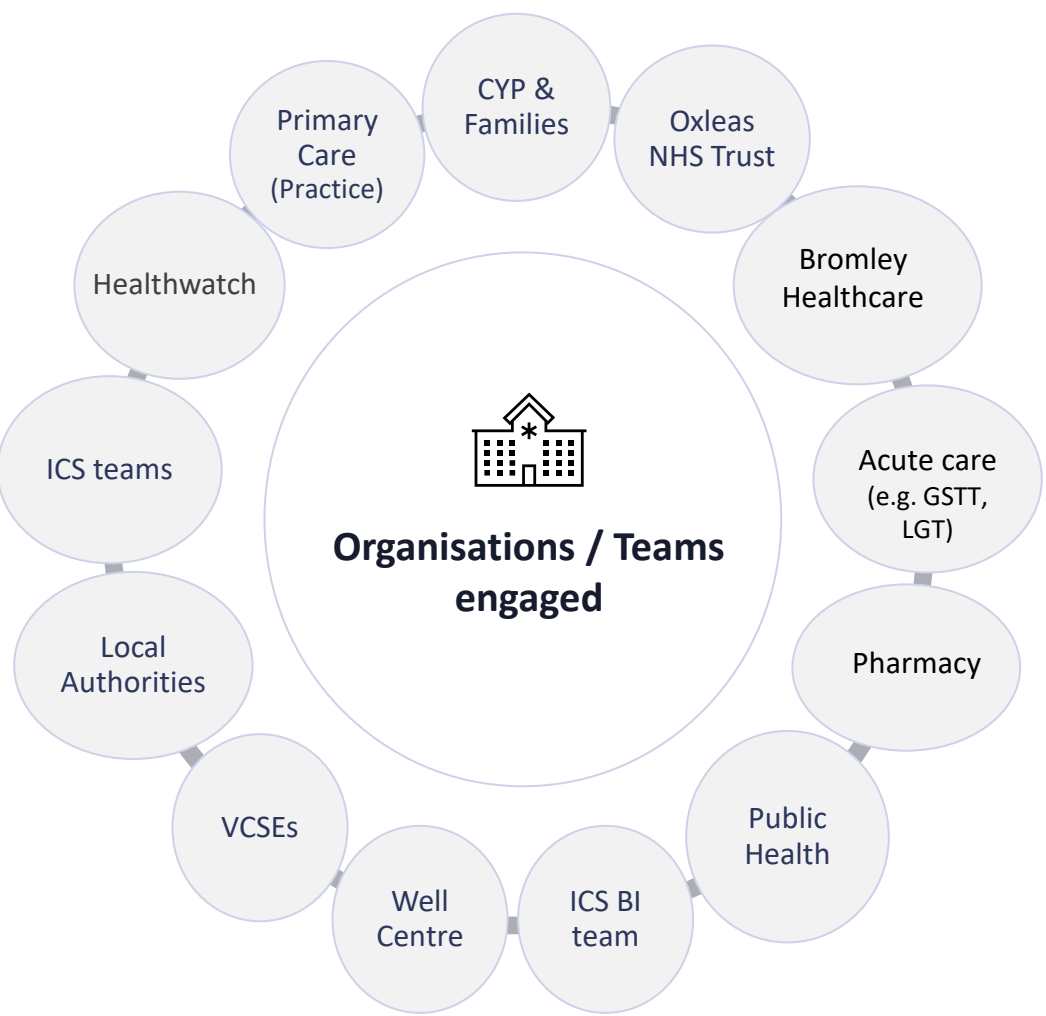 CYP &
Families
Oxleas
NHS Trust
Bromley
Healthcare
Acute care
(e.g. GSTT,
LGT)
Pharmacy
Public
Health
ICS BI
team
Well
Centre
VCSEs
Local
Authorities
ICS teams
Healthwatch
Primary
Care
(Practice)
Organisations / Teams
engaged